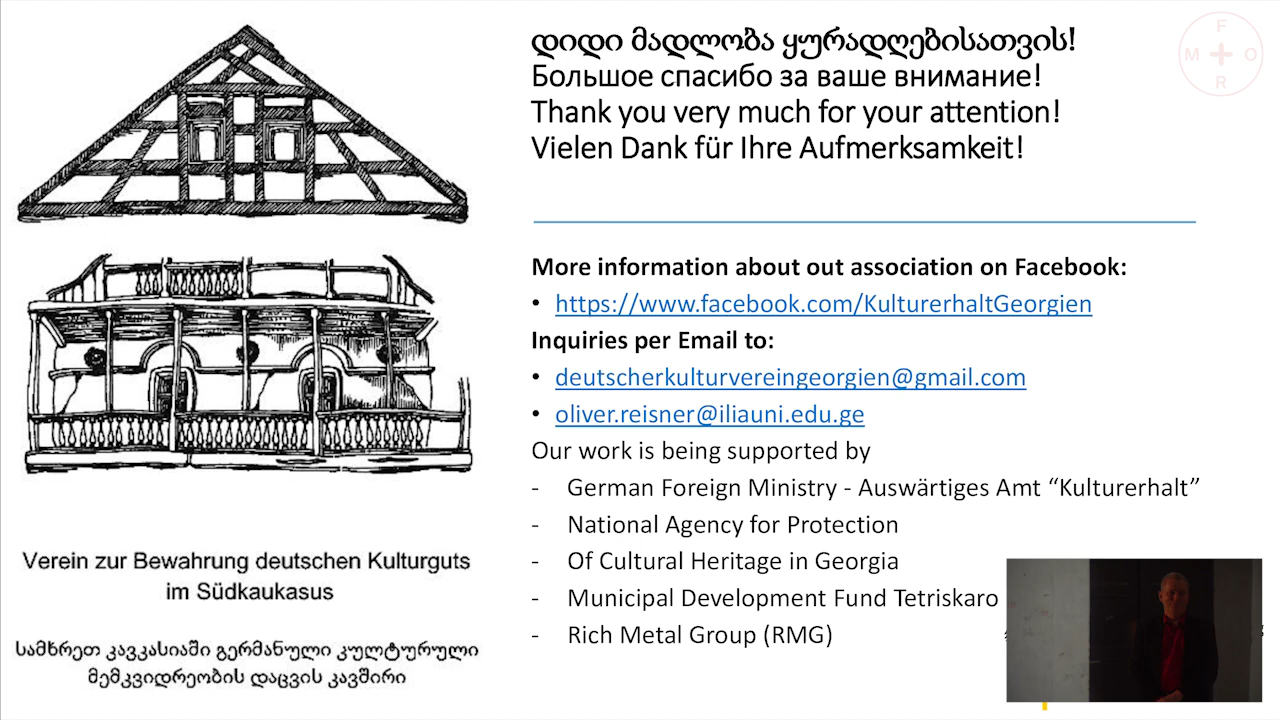 დიდი მადლობა ყურადღებისათვის!
Большое спасибо за ваше внимание!
Thank you very much for your attention!
Vielen Dank für Ihre Aufmerksamkeit!
F
M + O
R
More information about out association on Facebook:
• https://www.facebook.com/KulturerhaltGeorgien
Inquiries per Email to:
• deutscherkulturvereingeorgien@gmail.com
• oliver.reisner@iliauni.edu.ge
Our work is being supported by
- German Foreign Ministry - Auswärtiges Amt “Kulturerhalt”
- National Agency for Protection
- Of Cultural Heritage in Georgia
- Municipal Development Fund Tetriskaro
- Rich Metal Group (RMG)
Verein zur Bewahrung deutschen Kulturguts
im Südkaukasus
სამხრეთ კავკასიაში გერმანული კულტურული
მემკვიდრეობის დაცვის კავშირი